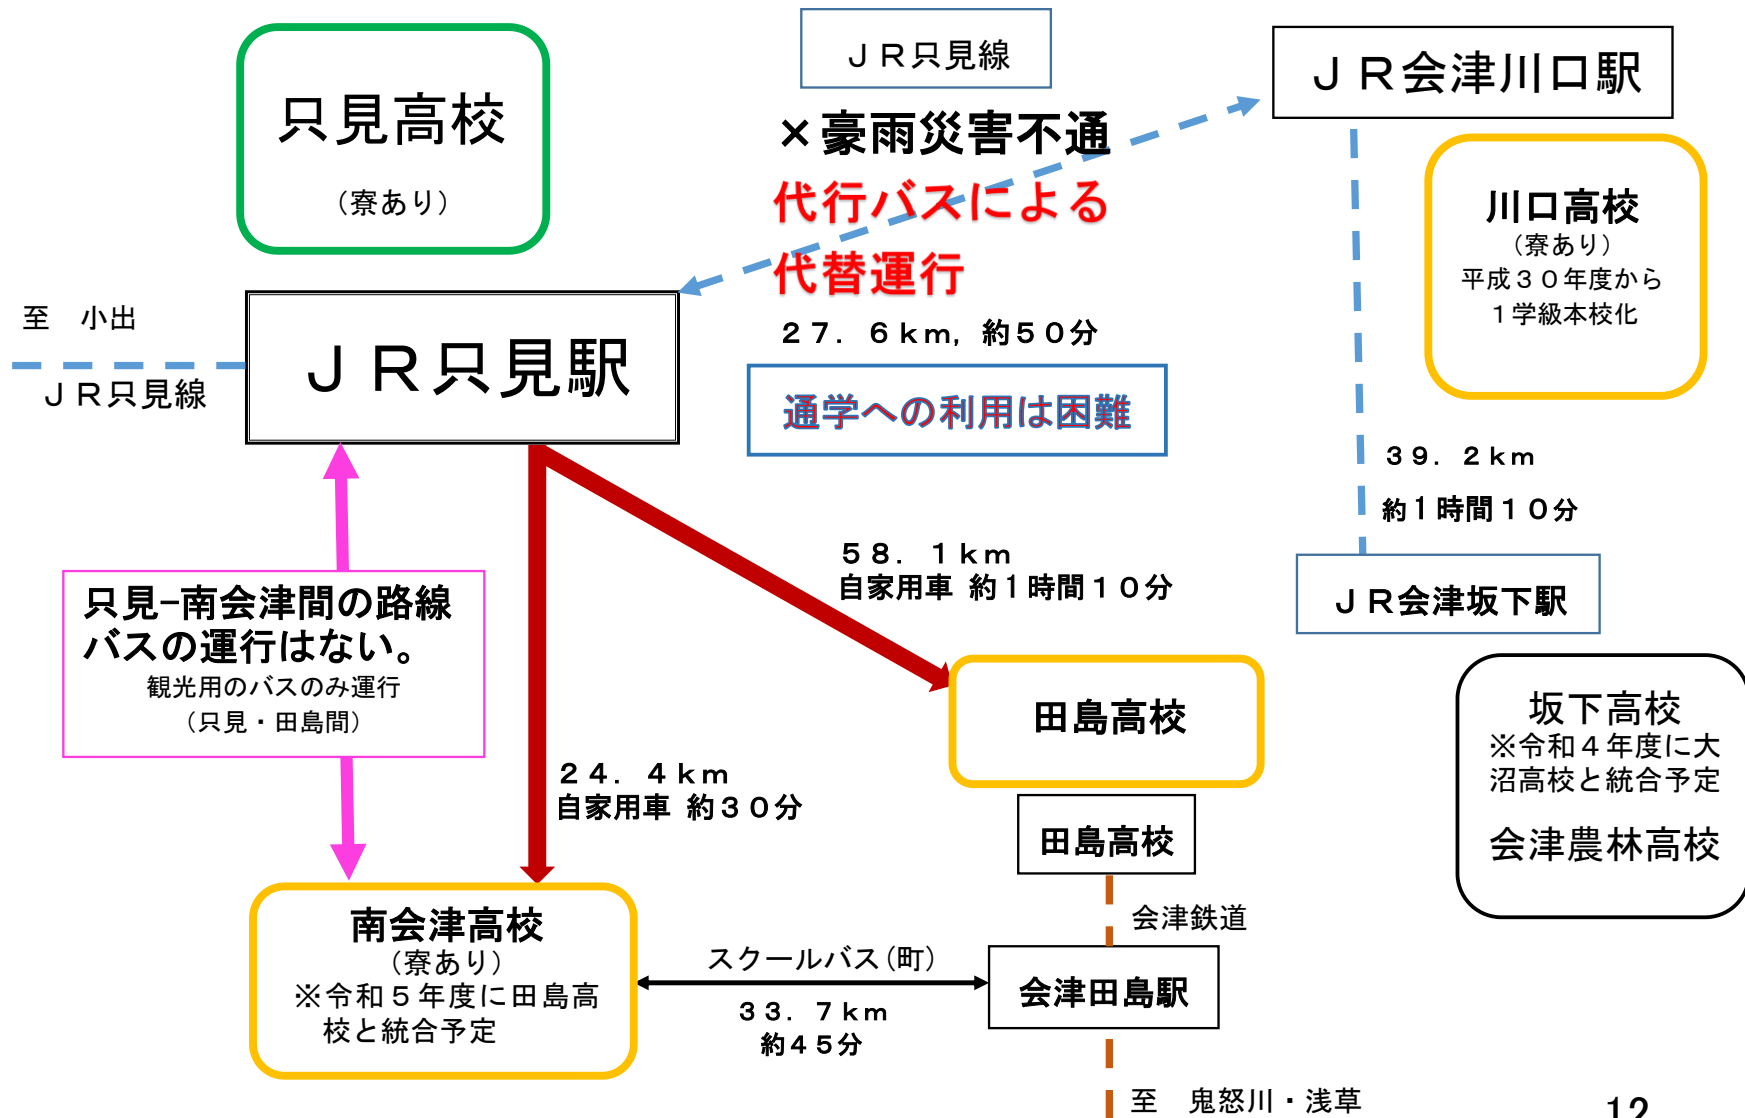 只見高校
（寮あり）
ＪＲ只見線
×豪雨災害不通
代行バスによる
代替運行
２７．６ｋｍ，約５０分
通学への利用は困難
ＪＲ会津川口駅
川口高校
（寮あり）
平成３０年度から
１学級本校化
至　小出
ＪＲ只見線
ＪＲ只見駅
３９．２ｋｍ
約１時間１０分
ＪＲ会津坂下駅
５８．１ｋｍ
自家用車 約１時間１０分
只見−南会津間の路線
バスの運行はない。
観光用のバスのみ運行
（只見・田島間）
田島高校
坂下高校
※令和４年度に大
沼高校と統合予定
会津農林高校
２４．４ｋｍ
自家用車 約３０分
田島高校
会津鉄道
南会津高校
（寮あり）
※令和５年度に田島高
校と統合予定
スクールバス（町）
３３．７ｋｍ
約４５分
会津田島駅
至　鬼怒川・浅草
12